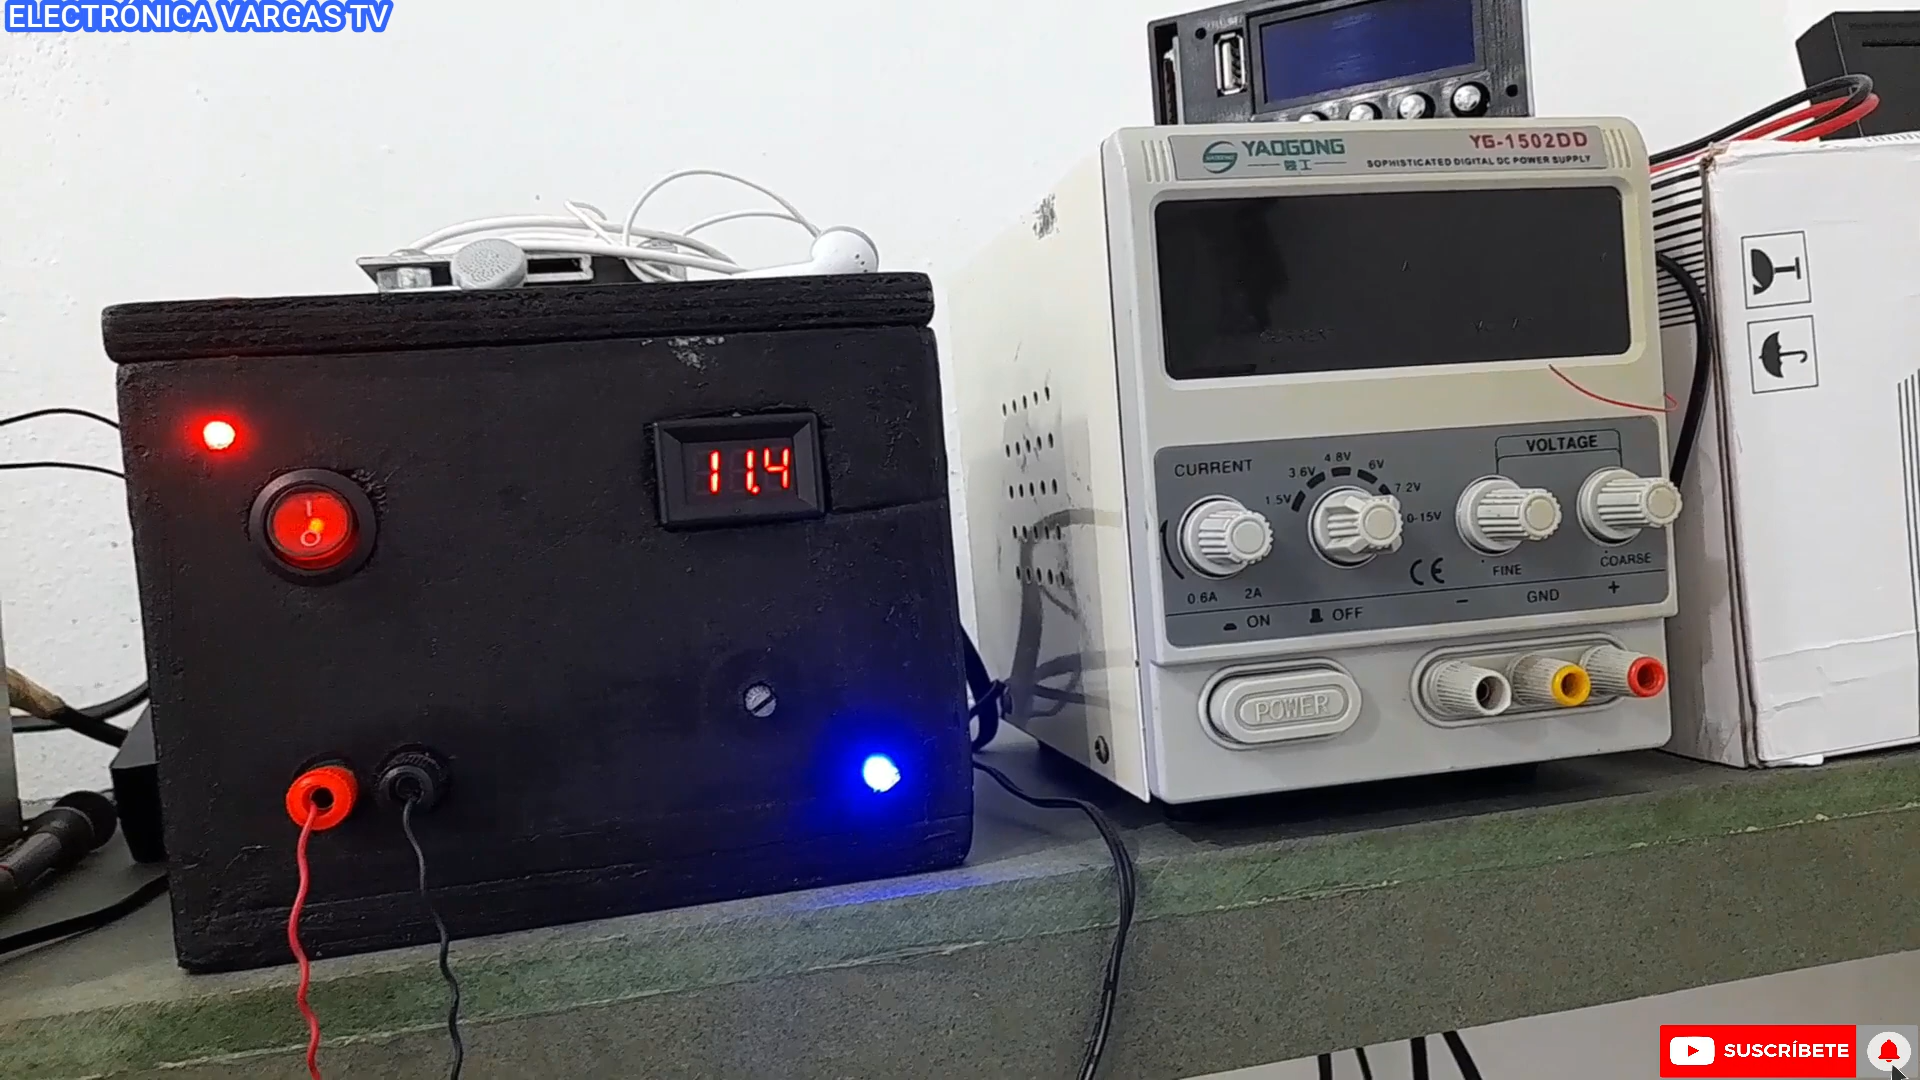 ELECTRÓNICA VARGAS TV
YAOGONG
YG-1502DD
SOPHISTICATED DIGITAL DC POWER SUPPLY
11.4
CURRENT
1.5V
3.6V
4.8V
6V
7.2V
0-15V
VOLTAGE
0.6A
2A
CE
FINE
COARSE
ON
OFF
−
GND
+
POWER
SUSCRÍBETE